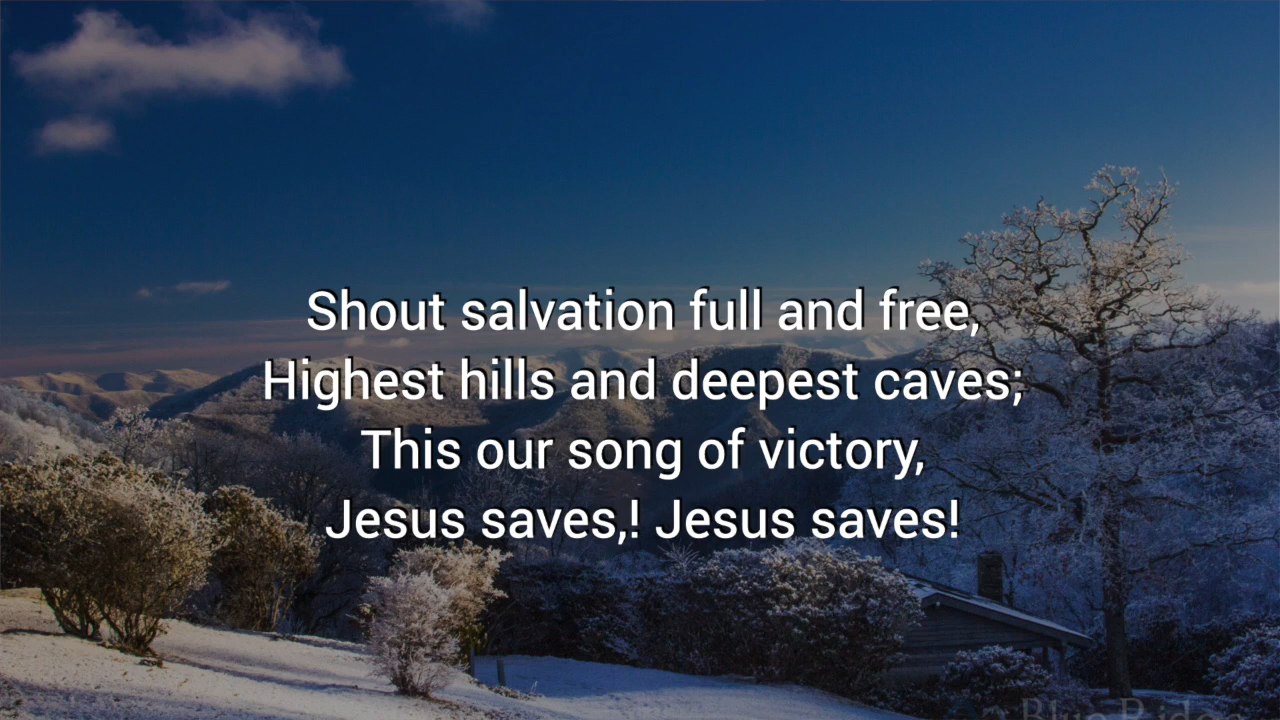 Shout salvation full and free,
Highest hills and deepest caves;
This our song of victory,
Jesus saves,! Jesus saves!